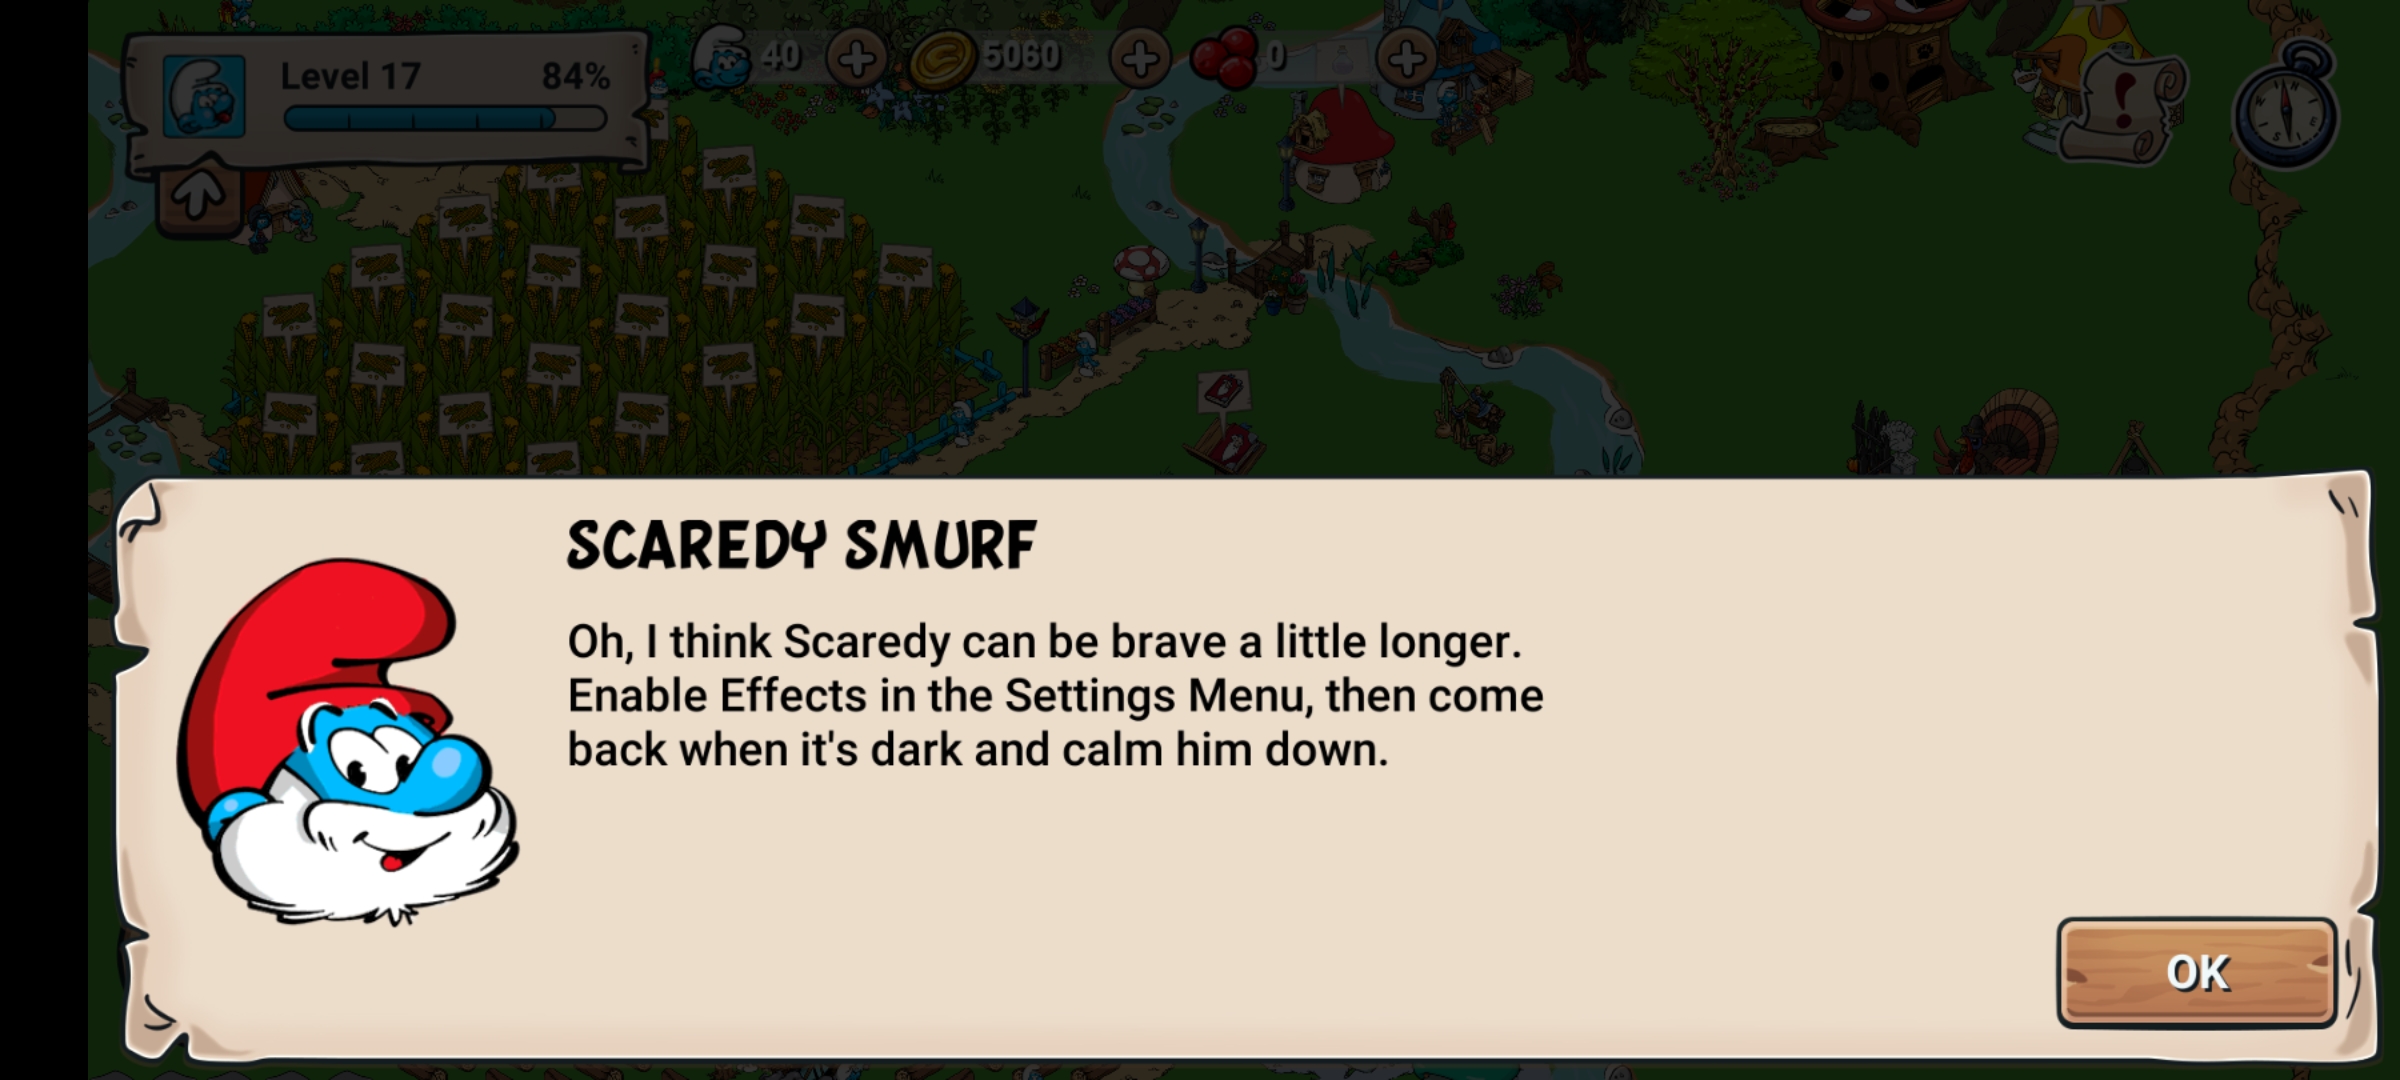 Level 17
84%
40
5060
0
SCAREDY SMURF
Oh, I think Scaredy can be brave a little longer.
Enable Effects in the Settings Menu, then come
back when it's dark and calm him down.
OK